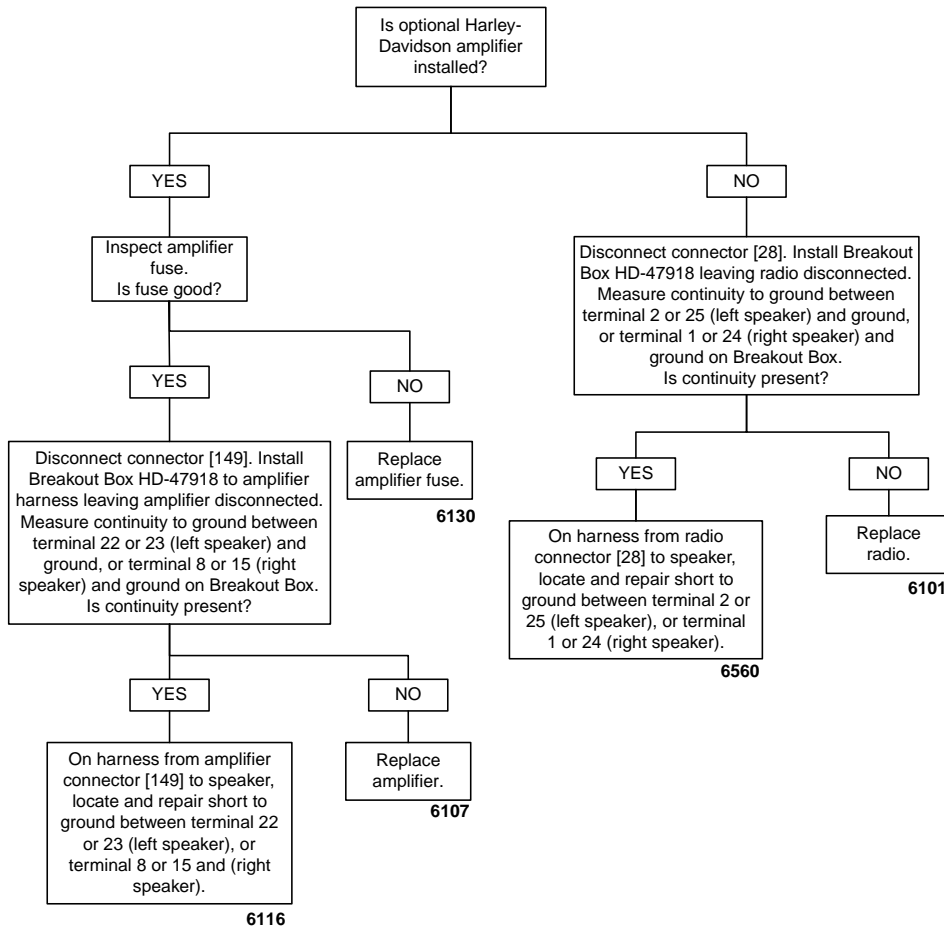 Is optional Harley-
Davidson amplifier
installed?
YES
NO
Inspect amplifier
fuse.
Is fuse good?
Disconnect connector [28]. Install Breakout
Box HD-47918 leaving radio disconnected.
Measure continuity to ground between
terminal 2 or 25 (left speaker) and ground,
or terminal 1 or 24 (right speaker) and
ground on Breakout Box.
Is continuity present?
YES
NO
Disconnect connector [149]. Install
Breakout Box HD-47918 to amplifier
harness leaving amplifier disconnected.
Measure continuity to ground between
terminal 22 or 23 (left speaker) and
ground, or terminal 8 or 15 (right
speaker) and ground on Breakout Box.
Is continuity present?
Replace
amplifier fuse.
6130
YES
NO
On harness from radio
connector [28] to speaker,
locate and repair short to
ground between terminal 2 or
25 (left speaker), or terminal
1 or 24 (right speaker).
6560
Replace
radio.
6101
YES
NO
On harness from amplifier
connector [149] to speaker,
locate and repair short to
ground between terminal 22
or 23 (left speaker), or
terminal 8 or 15 and (right
speaker).
6116
Replace
amplifier.
6107